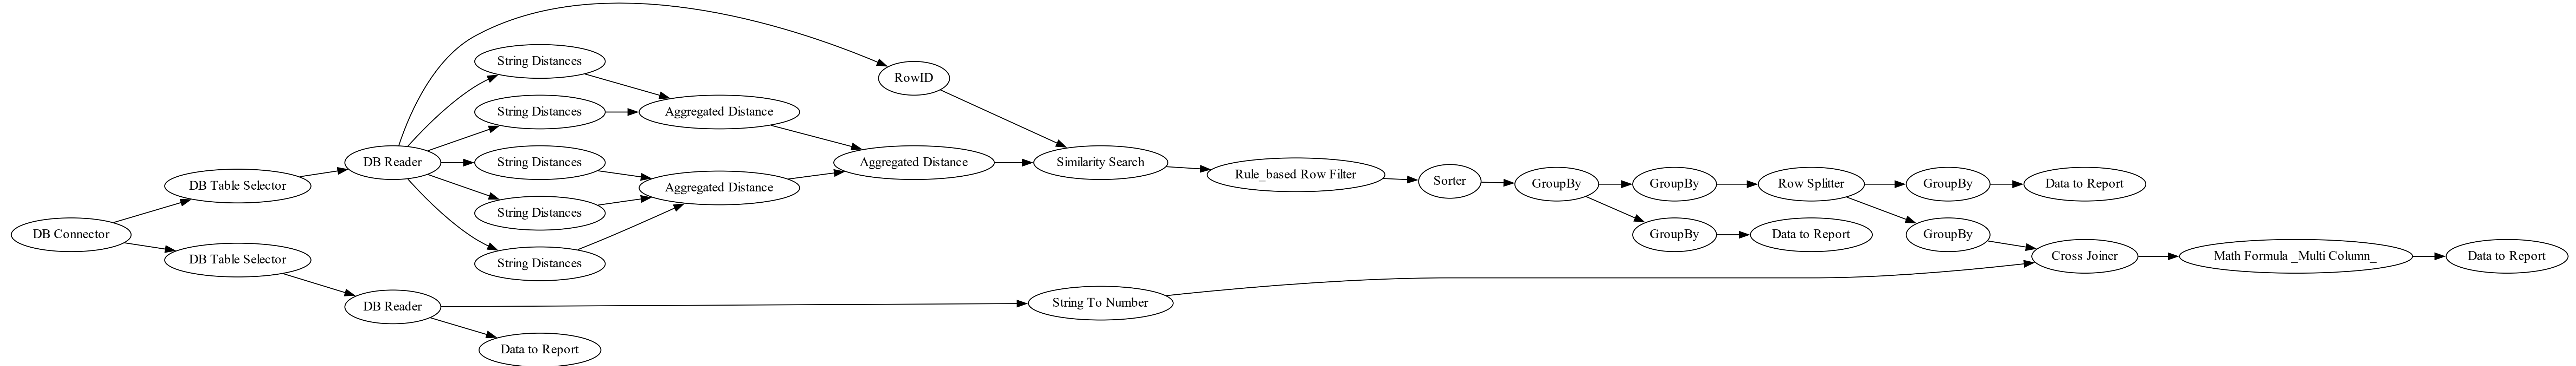 DB Connector
DB Table Selector
DB Table Selector
DB Reader
DB Reader
String Distances
String Distances
String Distances
String Distances
String Distances
Data to Report
Aggregated Distance
Aggregated Distance
RowID
Aggregated Distance
Similarity Search
String To Number
Rule_based Row Filter
Sorter
GroupBy
GroupBy
GroupBy
Row Splitter
Data to Report
GroupBy
GroupBy
Data to Report
Cross Joiner
Math Formula _Multi Column_
Data to Report